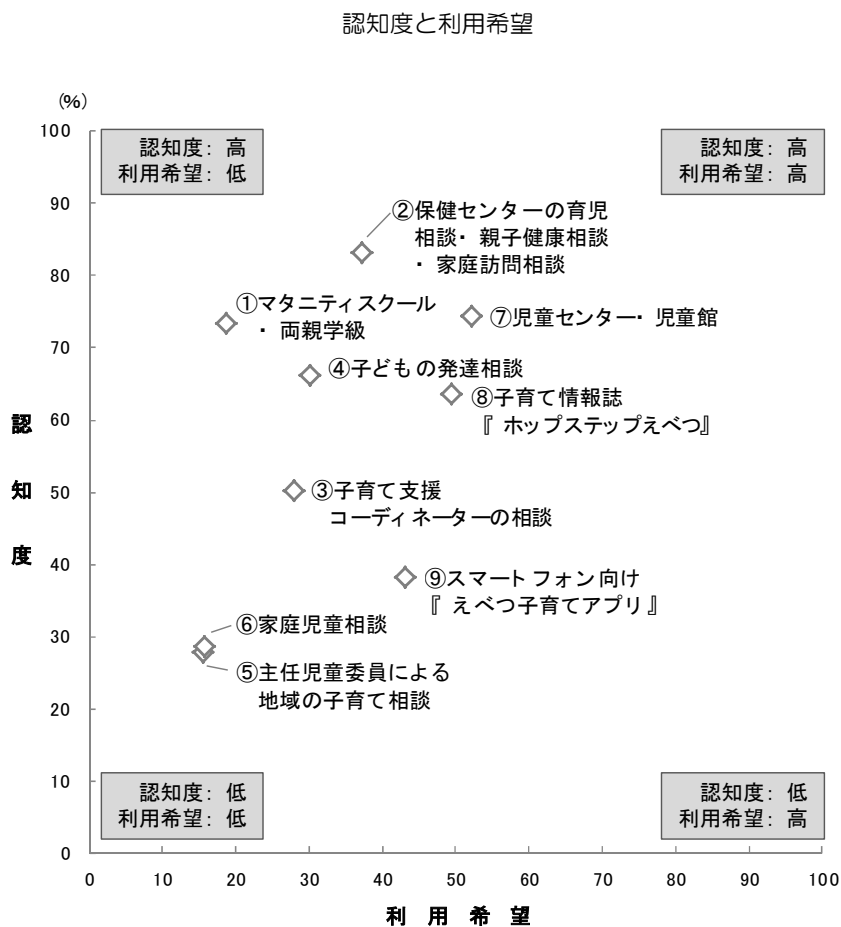 認知度と利用希望
(%)
100
90
80
70
60
50
40
30
20
10
0
認知度: 高
利用希望: 低
認知度: 高
利用希望: 高
②保健センターの育児
相談・親子健康相談
・家庭訪問相談
①マタニティスクール
・両親学級
⑦児童センター・児童館
④子どもの発達相談
⑧子育て情報誌
『ホップステップえべつ』
③子育て支援
コーディネーターの相談
⑨スマートフォン向け
『えべつ子育てアプリ』
⑥家庭児童相談
⑤主任児童委員による
地域の子育て相談
認知度: 低
利用希望: 低
認知度: 低
利用希望: 高
認知度
0 10 20 30 40 50 60 70 80 90 100
利用希望